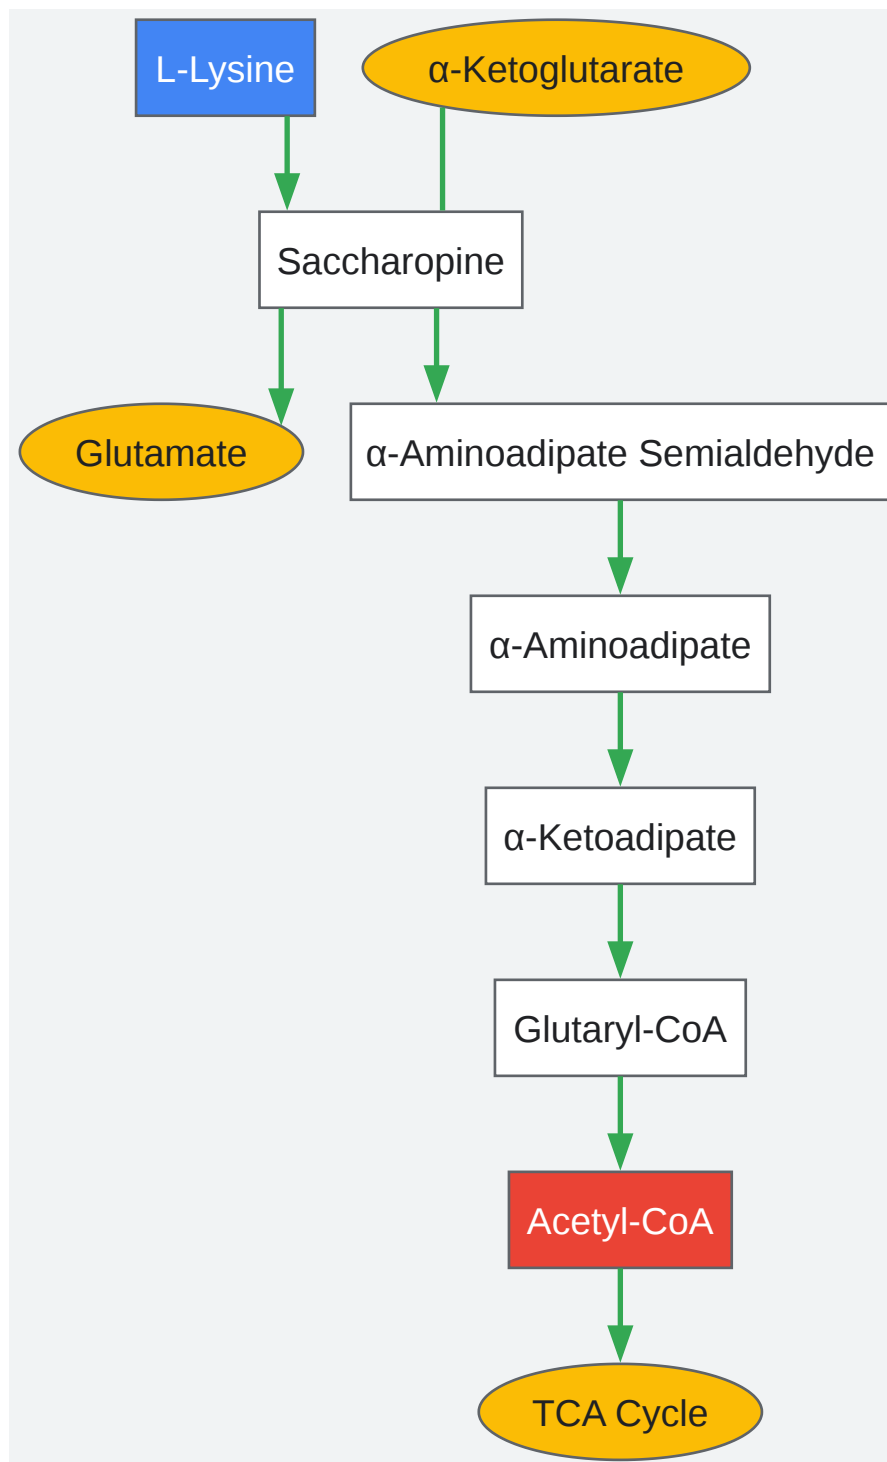 L-Lysine
α-Ketoglutarate
Saccharopine
Glutamate
α-Aminoadipate Semialdehyde
α-Aminoadipate
α-Ketoadipate
Glutaryl-CoA
Acetyl-CoA
TCA Cycle